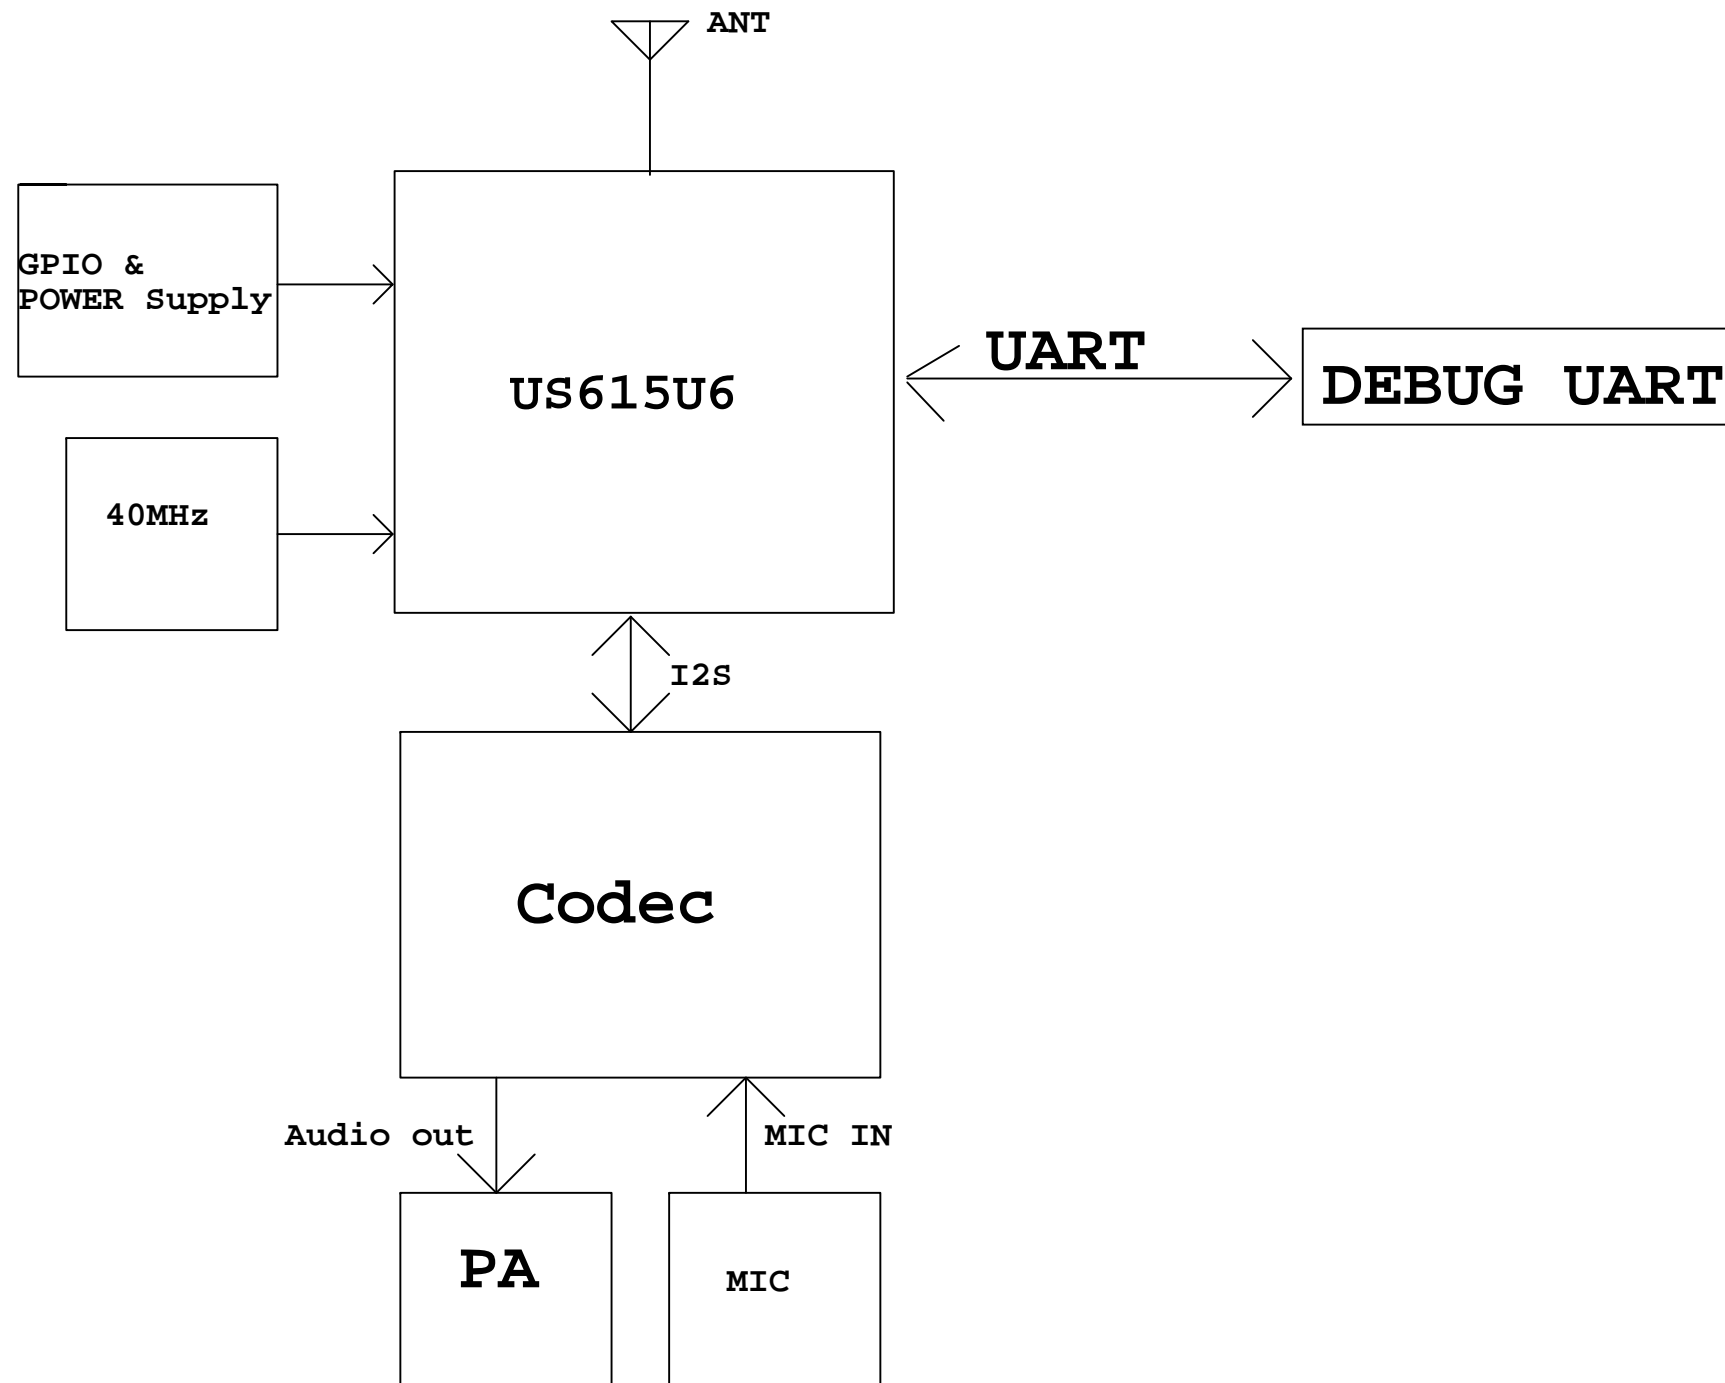 ANT
GPIO &
POWER Supply
UART
DEBUG UART
US615U6
40MHz
I2S
Codec
Audio out
MIC IN
PA
MIC